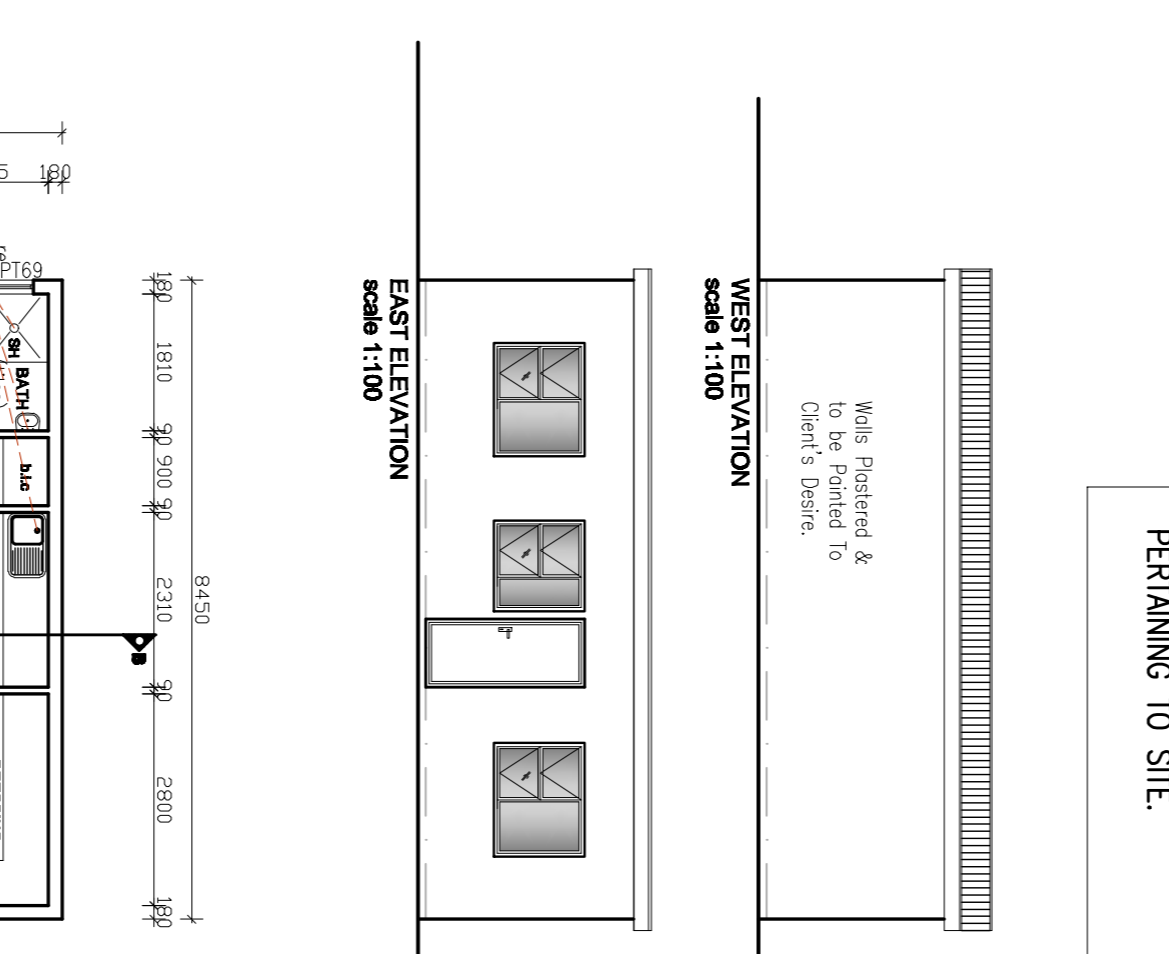 180
PT69
SH
BATH
b.i.c
180
1810
90
900
90
2310
90
2800
180
8450
B
EAST ELEVATION
scale 1:100
WEST ELEVATION
scale 1:100
Walls Plastered &
to be Painted To
Client's Desire.
PERTAINING TO SITE.